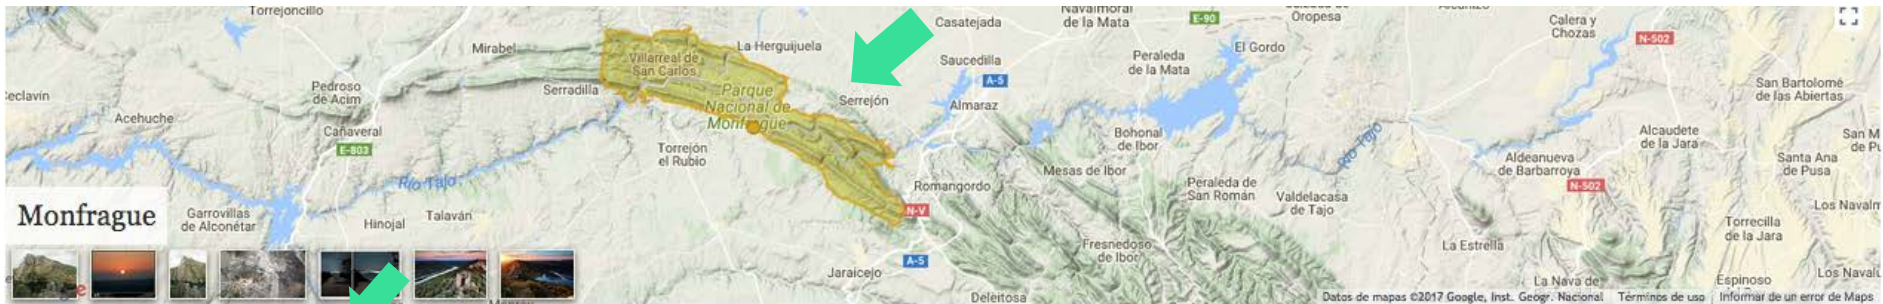 Torrejoncillo
Navalmoral
de la Mata
Casatejada
E-90
Oropesa
Calera y
Chozas
N-502
Mirabel
La Herguijuela
Villarreal de
San Carlos
Saucedilla
Peraleda
de la Mata
El Gordo
A-5
Pedroso
de Acim
Serradilla
Parque
Nacional de
Monfragüe
Serrejón
Almaraz
San Bartolomé
de las Abiertas
Ceclavín
Acehuche
Cañaveral
E-803
Torrejón
el Rubio
Bohonal
de Ibor
Río Tajo
Alcaudete
de la Jara
San M
de Pu
Aldeanueva
de Barbarroya
Santa Ana
de Pusa
Río Tajo
Mesas de Ibor
Romangordo
Peraleda de
San Román
Valdelacasa
de Tajo
N-502
Monfrague
Garrovillas
de Alconétar
Hinojal
Talaván
N-V
Los Navalm
Torrecilla
de la Jara
Fresnedoso
de Ibor
La Estrella
A-5
Jaraicejo
Deleitosa
La Nava de
Espinoso
Los Navalu
Datos de mapas ©2017 Google, Inst. Geogr. Nacional Términos de uso Informar de un error de Maps